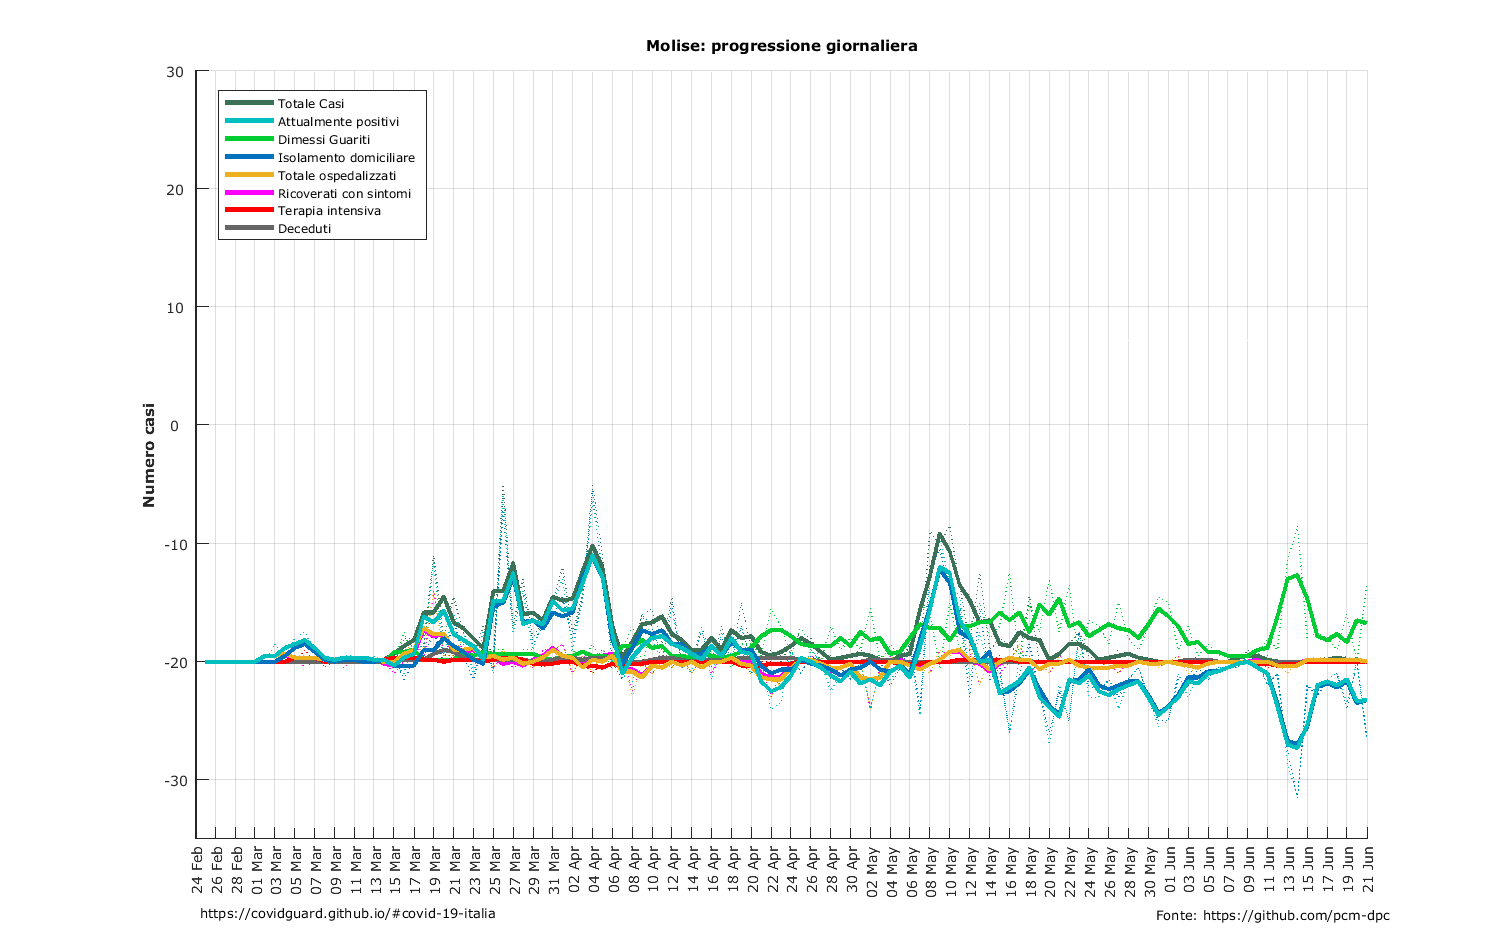 Molise: progressione giornaliera
Numero casi
30
20
10
0
-10
-20
-30
Totale Casi
Attualmente positivi
Dimessi Guariti
Isolamento domiciliare
Totale ospedalizzati
Ricoverati con sintomi
Terapia intensiva
Deceduti
24 Feb
26 Feb
28 Feb
01 Mar
03 Mar
05 Mar
07 Mar
09 Mar
11 Mar
13 Mar
15 Mar
17 Mar
19 Mar
21 Mar
23 Mar
25 Mar
27 Mar
29 Mar
31 Mar
02 Apr
04 Apr
06 Apr
08 Apr
10 Apr
12 Apr
14 Apr
16 Apr
18 Apr
20 Apr
22 Apr
24 Apr
26 Apr
28 Apr
30 Apr
02 May
04 May
06 May
08 May
10 May
12 May
14 May
16 May
18 May
20 May
22 May
24 May
26 May
28 May
30 May
01 Jun
03 Jun
05 Jun
07 Jun
09 Jun
11 Jun
13 Jun
15 Jun
17 Jun
19 Jun
21 Jun
https://covidguard.github.io/#covid-19-italia
Fonte: https://github.com/pcm-dpc